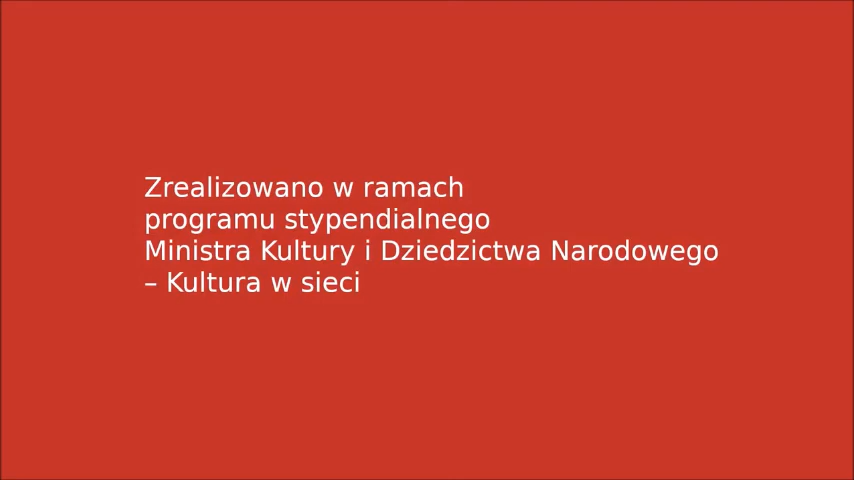 Zrealizowano w ramach
programu stypendialnego
Ministra Kultury i Dziedzictwa Narodowego
– Kultura w sieci